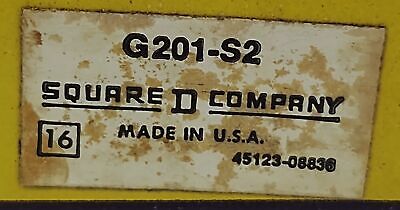 G201-S2
SQUARE D COMPANY
16 MADE IN U.S.A.
45123-08836